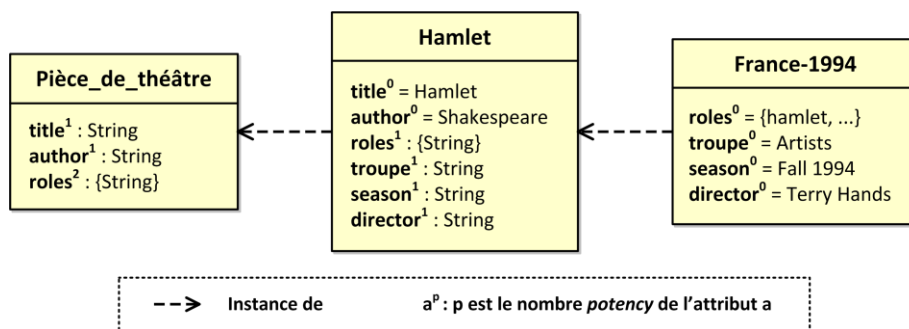 Pièce_de_théâtre
title¹ : String
author¹ : String
roles² : {String}
Hamlet
title⁰ = Hamlet
author⁰ = Shakespeare
roles¹ : {String}
troupe¹ : String
season¹ : String
director¹ : String
France-1994
roles⁰ = {hamlet, ...}
troupe⁰ = Artists
season⁰ = Fall 1994
director⁰ = Terry Hands
Instance de aᵖ : p est le nombre potency de l'attribut a